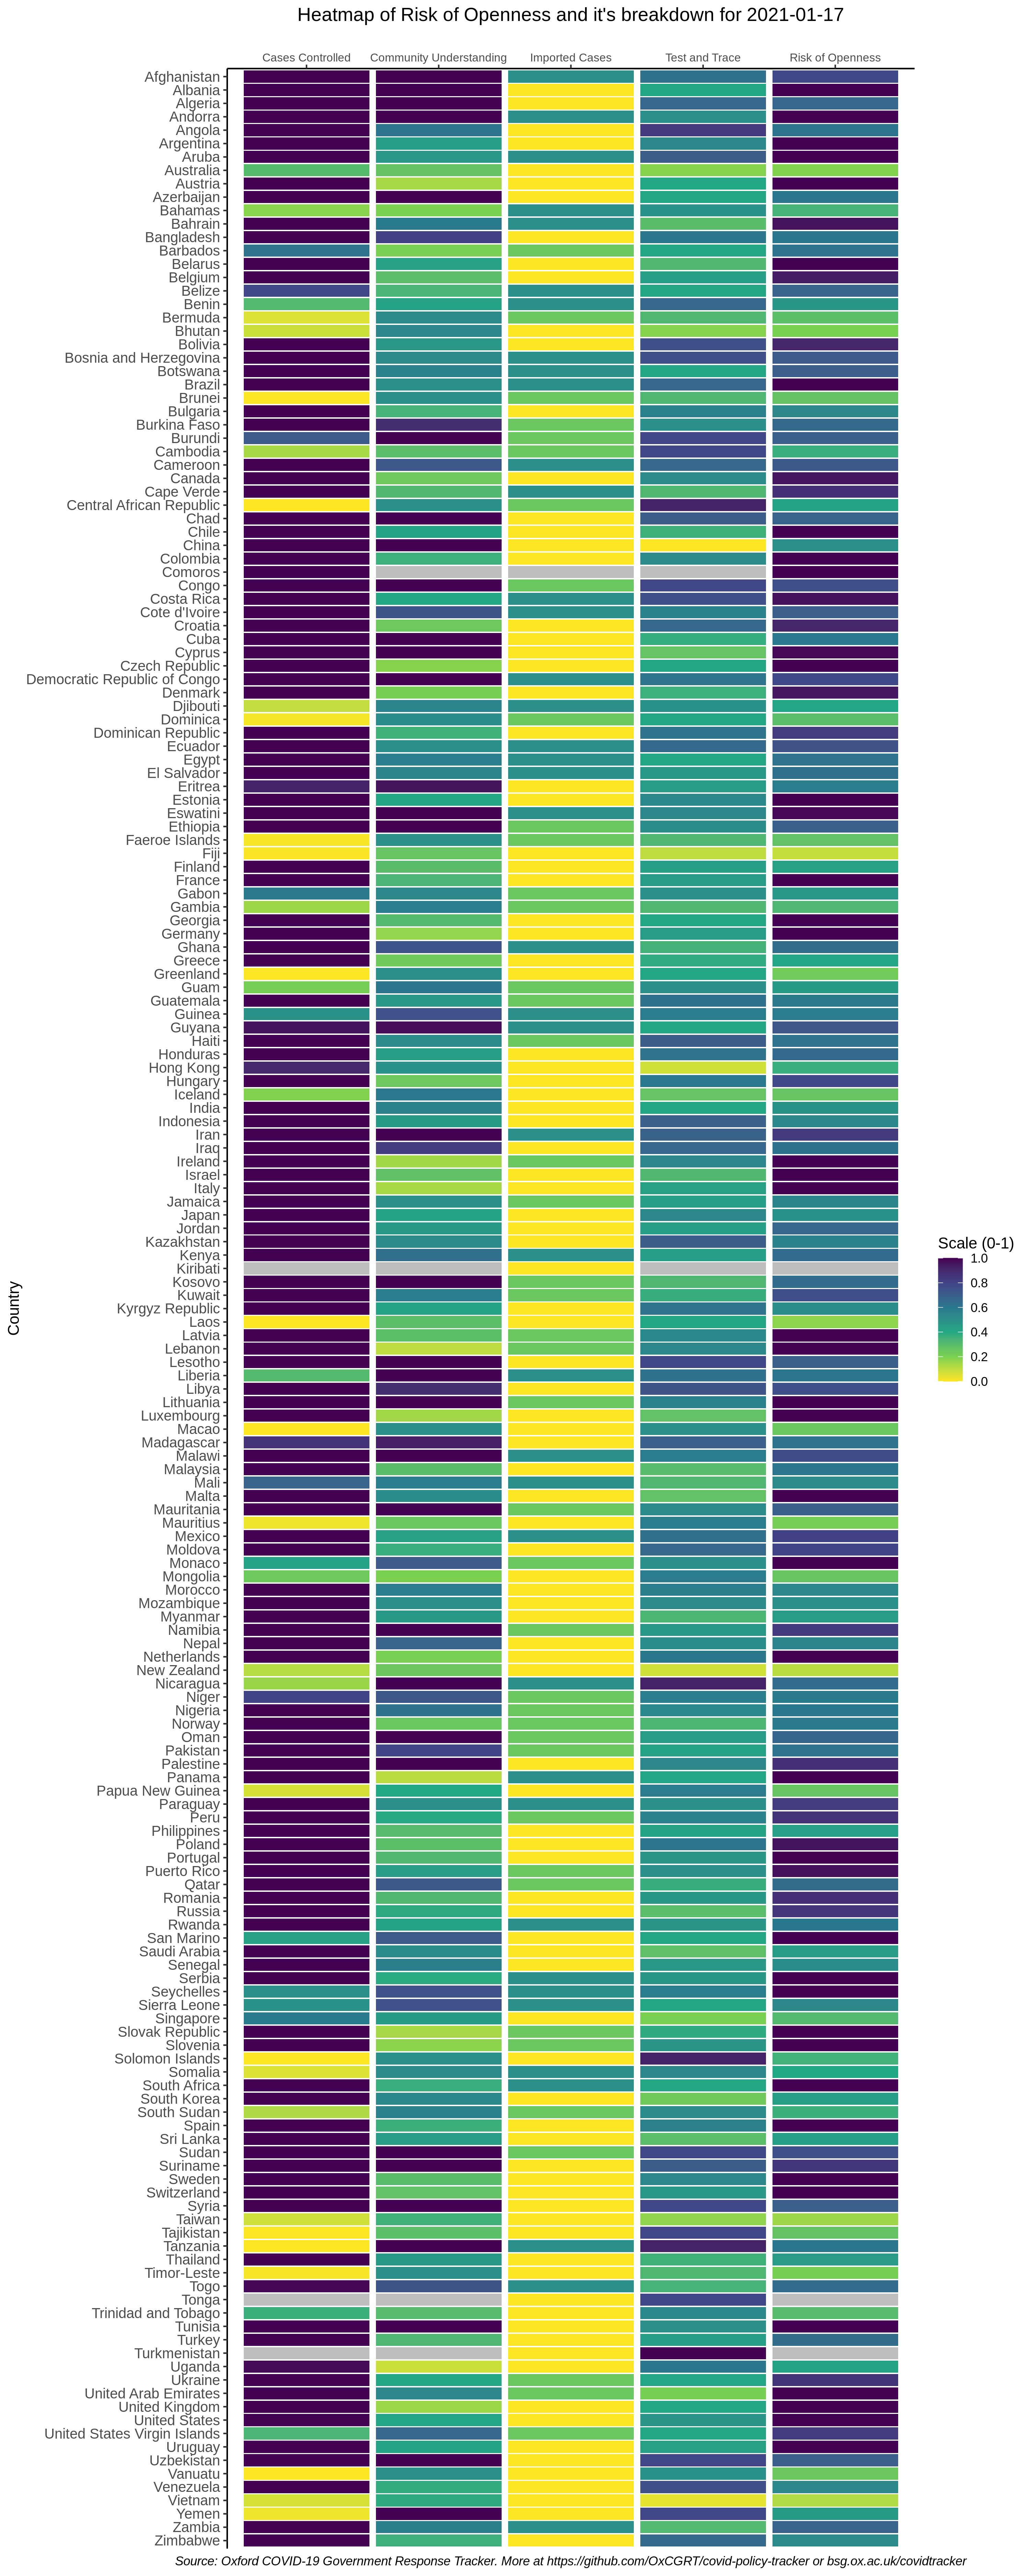 Heatmap of Risk of Openness and it's breakdown for 2021-01-17
Cases Controlled Community Understanding Imported Cases Test and Trace Risk of Openness
Afghanistan
Albania
Algeria
Andorra
Angola
Argentina
Aruba
Australia
Austria
Azerbaijan
Bahamas
Bahrain
Bangladesh
Barbados
Belarus
Belgium
Belize
Benin
Bermuda
Bhutan
Bolivia
Bosnia and Herzegovina
Botswana
Brazil
Brunei
Bulgaria
Burkina Faso
Burundi
Cambodia
Cameroon
Canada
Cape Verde
Central African Republic
Chad
Chile
China
Colombia
Comoros
Congo
Costa Rica
Cote d'Ivoire
Croatia
Cuba
Cyprus
Czech Republic
Democratic Republic of Congo
Denmark
Djibouti
Dominica
Dominican Republic
Ecuador
Egypt
El Salvador
Eritrea
Estonia
Eswatini
Ethiopia
Faeroe Islands
Fiji
Finland
France
Gabon
Gambia
Georgia
Germany
Ghana
Greece
Greenland
Guam
Guatemala
Guinea
Guyana
Haiti
Honduras
Hong Kong
Hungary
Iceland
India
Indonesia
Iran
Iraq
Ireland
Israel
Italy
Jamaica
Japan
Jordan
Kazakhstan
Kenya
Kiribati
Kosovo
Kuwait
Kyrgyz Republic
Laos
Latvia
Lebanon
Lesotho
Liberia
Libya
Lithuania
Luxembourg
Macao
Madagascar
Malawi
Malaysia
Mali
Malta
Mauritania
Mauritius
Mexico
Moldova
Monaco
Mongolia
Morocco
Mozambique
Myanmar
Namibia
Nepal
Netherlands
New Zealand
Nicaragua
Niger
Nigeria
Norway
Oman
Pakistan
Palestine
Panama
Papua New Guinea
Paraguay
Peru
Philippines
Poland
Portugal
Puerto Rico
Qatar
Romania
Russia
Rwanda
San Marino
Saudi Arabia
Senegal
Serbia
Seychelles
Sierra Leone
Singapore
Slovak Republic
Slovenia
Solomon Islands
Somalia
South Africa
South Korea
South Sudan
Spain
Sri Lanka
Sudan
Suriname
Sweden
Switzerland
Syria
Taiwan
Tajikistan
Tanzania
Thailand
Timor-Leste
Togo
Tonga
Trinidad and Tobago
Tunisia
Turkey
Turkmenistan
Uganda
Ukraine
United Arab Emirates
United Kingdom
United States
United States Virgin Islands
Uruguay
Uzbekistan
Vanuatu
Venezuela
Vietnam
Yemen
Zambia
Zimbabwe
Country
Scale (0-1)
1.0
0.8
0.6
0.4
0.2
0.0
Source: Oxford COVID-19 Government Response Tracker. More at https://github.com/OxCGRT/covid-policy-tracker or bsg.ox.ac.uk/covidtracker